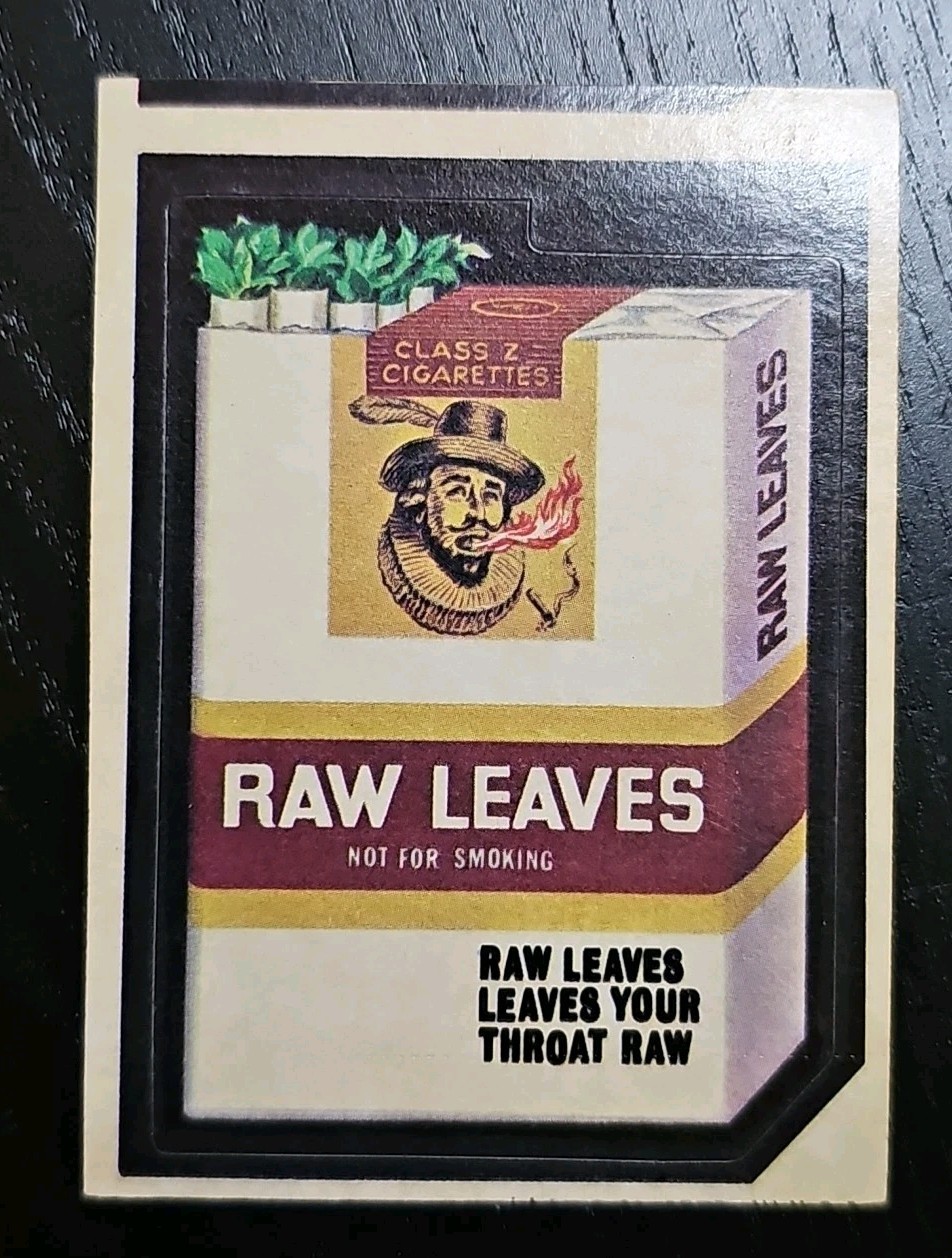 CLASS Z
CIGARETTES
RAW LEAVES
RAW LEAVES
NOT FOR SMOKING
RAW LEAVES
LEAVES YOUR
THROAT RAW